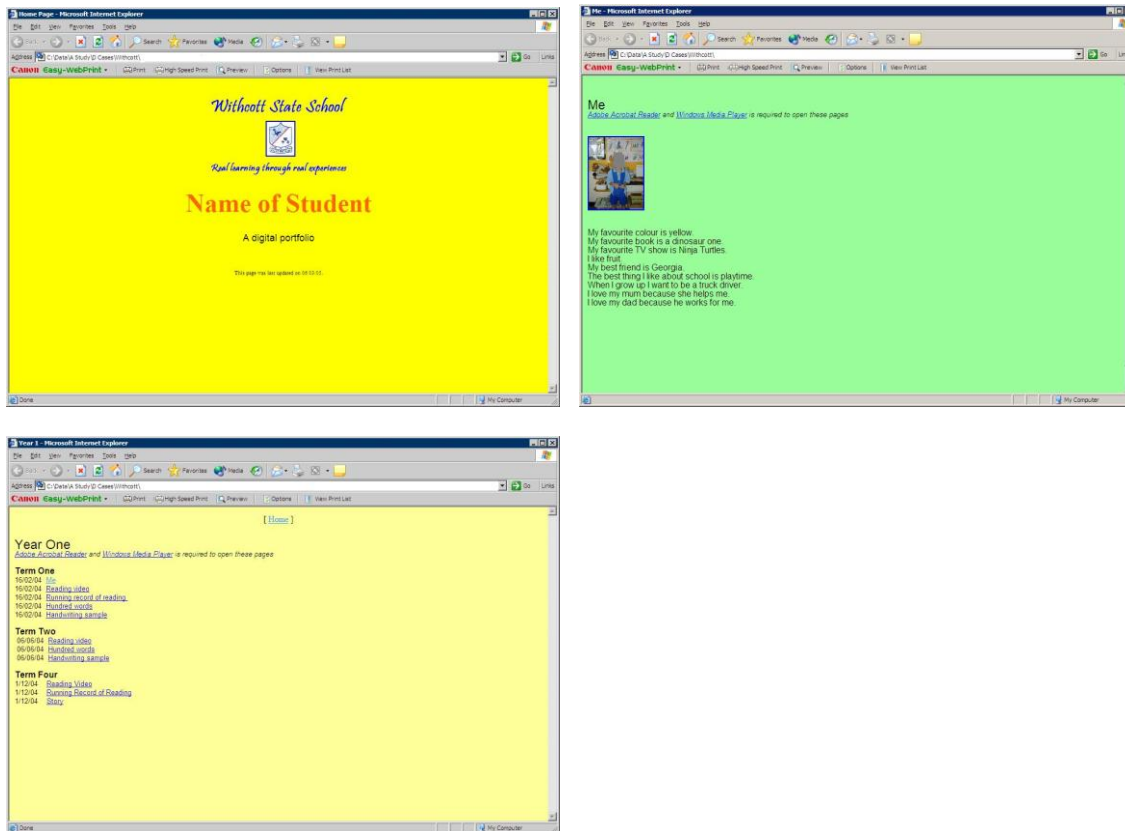 Home Page - Microsoft Internet Explorer
File Edit View Favorites Tools Help
Back Search Favorites Media
Address C:\Data\A Study\D Cases\Withcott\ Go Links
Canon Easy-WebPrint Print High Speed Print Preview Options View Print List
Withcott State School
Real learning through real experiences
Name of Student
A digital portfolio
This page was last updated on
Done My Computer
Me - Microsoft Internet Explorer
File Edit View Favorites Tools Help
Back Search Favorites Media
Address C:\Data\A Study\D Cases\Withcott\ Go
Canon Easy-WebPrint Print High Speed Print Preview Options View Print List
Me
Adobe Acrobat Reader and Windows Media Player is required to open these pages
My favourite colour is yellow.
My favourite book is a dinosaur one.
My favourite TV show is Ninja Turtles.
I like fruit.
My best friend is Georgia.
The best thing I like about school is playtime.
When I grow up I want to be a truck driver.
I love my mum because she helps me.
I love my dad because he works for me.
My Computer
Year 1 - Microsoft Internet Explorer
File Edit View Favorites Tools Help
Back Search Favorites Media
Address C:\Data\A Study\D Cases\Withcott\ Go Links
Canon Easy-WebPrint Print High Speed Print Preview Options View Print List
[ Home ]
Year One
Adobe Acrobat Reader and Windows Media Player is required to open these pages
Term One
16/02/04 Me
16/02/04 Reading video
16/02/04 Running record of reading
16/02/04 Hundred words
16/02/04 Handwriting sample
Term Two
06/06/04 Reading video
06/06/04 Hundred words
06/06/04 Handwriting sample
Term Four
1/12/04 Reading Video
1/12/04 Running Record of Reading
1/12/04 Story
Done My Computer